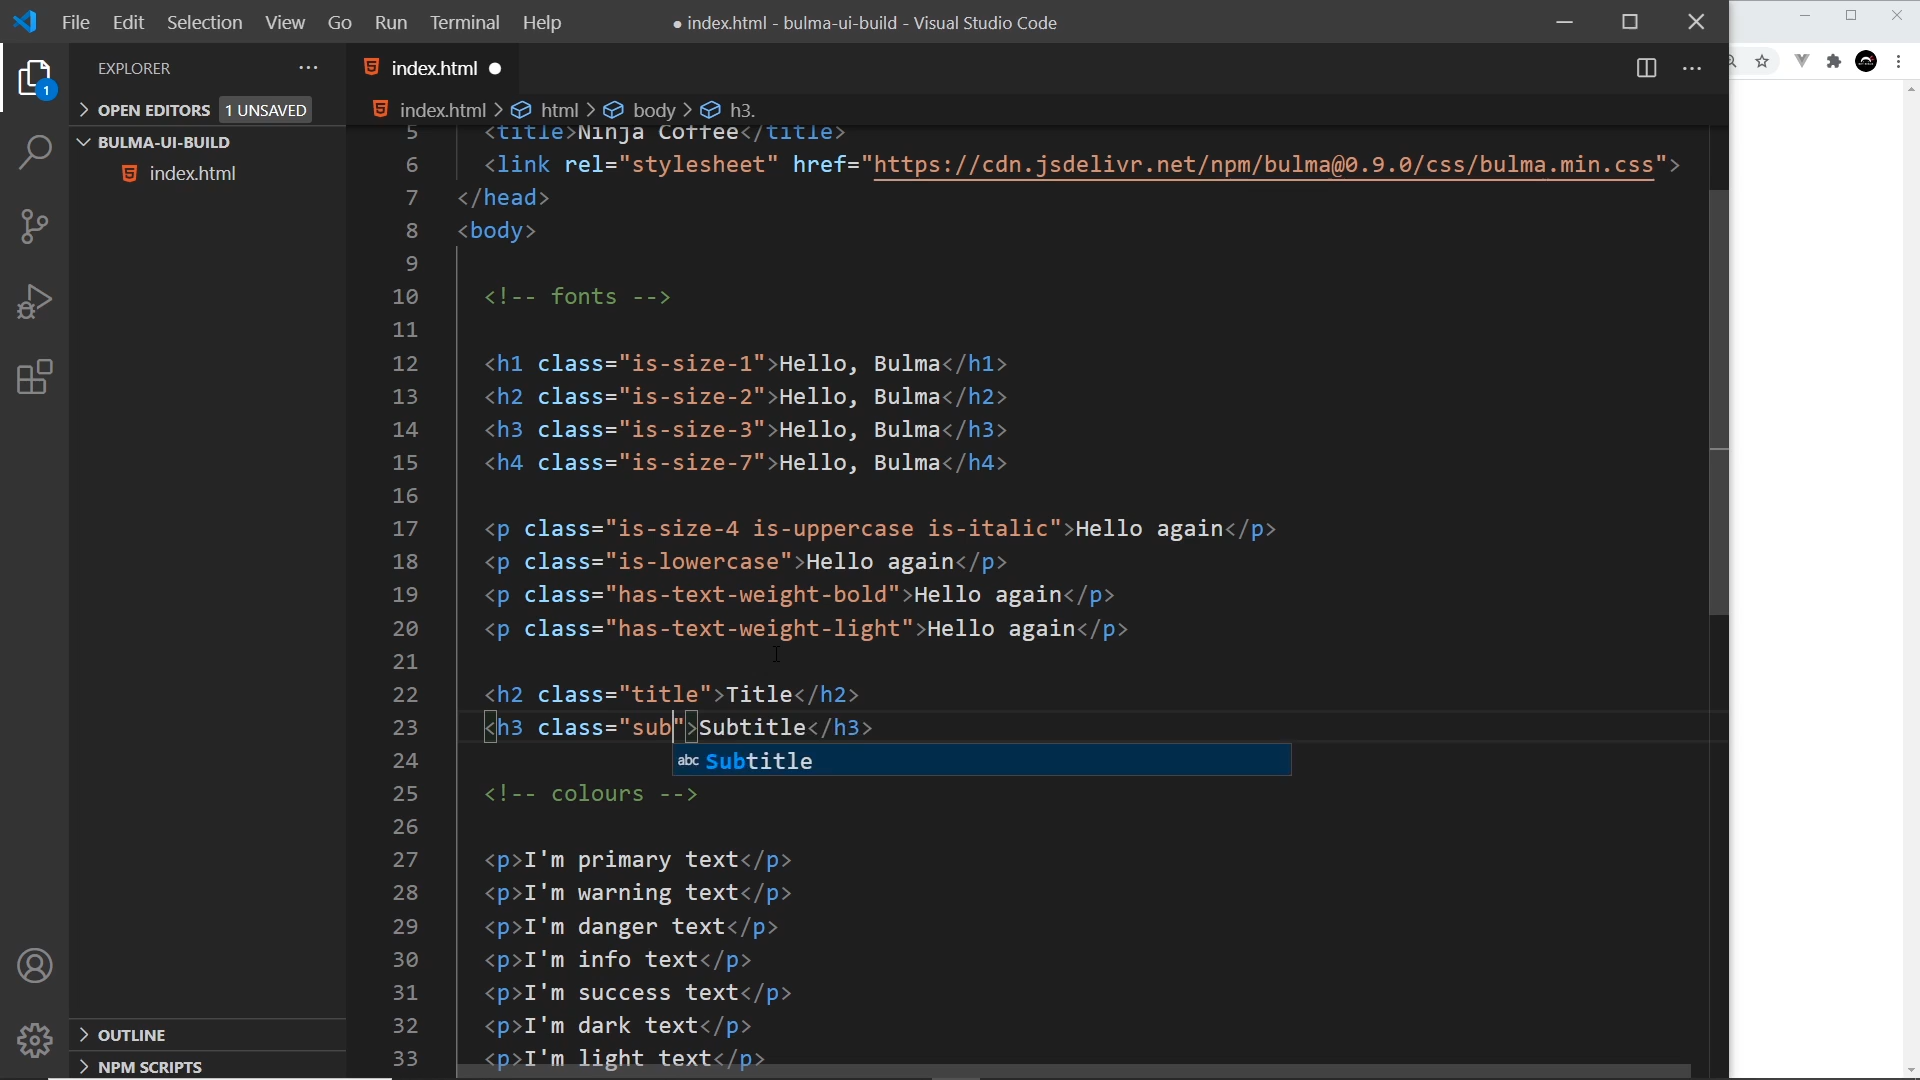 File Edit Selection View Go Run Terminal Help
● index.html - bulma-ui-build - Visual Studio Code
EXPLORER
1
OPEN EDITORS 1 UNSAVED
BULMA-UI-BUILD
index.html
OUTLINE
NPM SCRIPTS
index.html
index.html > html > body > h3.
5 <title>Ninja Coffee</title>
6 <link rel="stylesheet" href="https://cdn.jsdelivr.net/npm/bulma@0.9.0/css/bulma.min.css">
7 </head>
8 <body>
9
10 <!-- fonts -->
11
12 <h1 class="is-size-1">Hello, Bulma</h1>
13 <h2 class="is-size-2">Hello, Bulma</h2>
14 <h3 class="is-size-3">Hello, Bulma</h3>
15 <h4 class="is-size-7">Hello, Bulma</h4>
16
17 <p class="is-size-4 is-uppercase is-italic">Hello again</p>
18 <p class="is-lowercase">Hello again</p>
19 <p class="has-text-weight-bold">Hello again</p>
20 <p class="has-text-weight-light">Hello again</p>
21
22 <h2 class="title">Title</h2>
23 <h3 class="sub">Subtitle</h3>
24
abc Subtitle
25 <!-- colours -->
26
27 <p>I'm primary text</p>
28 <p>I'm warning text</p>
29 <p>I'm danger text</p>
30 <p>I'm info text</p>
31 <p>I'm success text</p>
32 <p>I'm dark text</p>
33 <p>I'm light text</p>